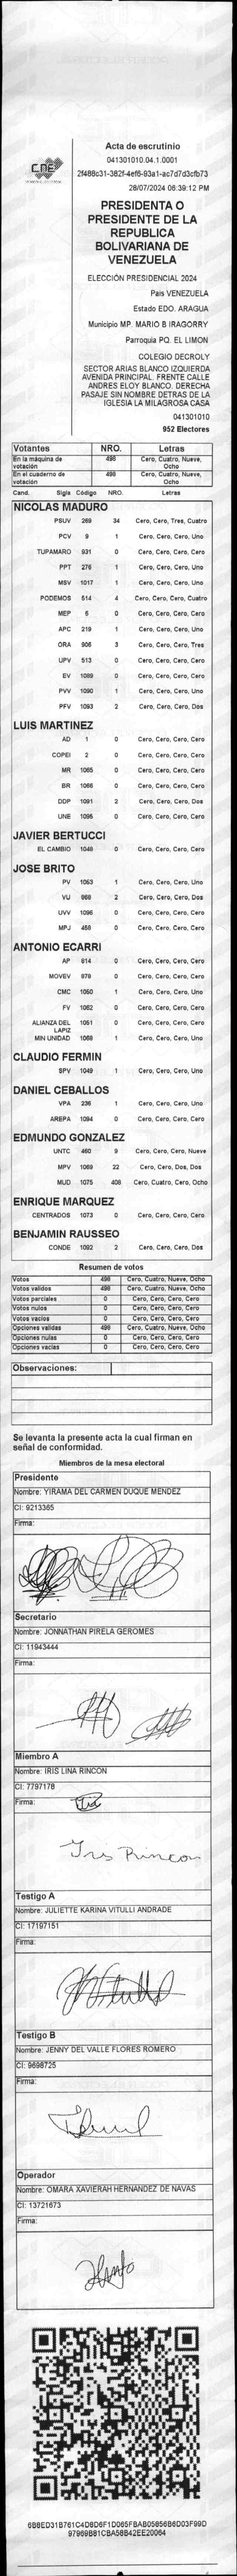 CNE
Acta de escrutinio
041301010.04.1.0001
2f488c31-382f-4ef6-93a1-ac7d7d3cfb73
28/07/2024 06:39:12 PM
PRESIDENTA O
PRESIDENTE DE LA
REPUBLICA
BOLIVARIANA DE
VENEZUELA
ELECCIÓN PRESIDENCIAL 2024
Pais VENEZUELA
Estado EDO. ARAGUA
Municipio MP. MARIO B IRAGORRY
Parroquia PQ. EL LIMON
COLEGIO DECROLY
SECTOR ARIAS BLANCO IZQUIERDA
AVENIDA PRINCIPAL. FRENTE CALLE
ANDRES ELOY BLANCO. DERECHA
PASAJE SIN NOMBRE DETRAS DE LA
IGLESIA LA MILAGROSA CASA
041301010
952 Electores
Votantes NRO. Letras
En la máquina de votación 498 Cero, Cuatro, Nueve, Ocho
En el cuaderno de votación 498 Cero, Cuatro, Nueve, Ocho
Cand. Sigla Código NRO. Letras
NICOLAS MADURO
PSUV 269 34 Cero, Cero, Tres, Cuatro
PCV 9 1 Cero, Cero, Cero, Uno
TUPAMARO 931 0 Cero, Cero, Cero, Cero
PPT 276 1 Cero, Cero, Cero, Uno
MSV 1017 1 Cero, Cero, Cero, Uno
PODEMOS 514 4 Cero, Cero, Cero, Cuatro
MEP 6 0 Cero, Cero, Cero, Cero
APC 219 1 Cero, Cero, Cero, Uno
ORA 906 3 Cero, Cero, Cero, Tres
UPV 513 0 Cero, Cero, Cero, Cero
EV 1089 0 Cero, Cero, Cero, Cero
PVV 1090 1 Cero, Cero, Cero, Uno
PFV 1093 2 Cero, Cero, Cero, Dos
LUIS MARTINEZ
AD 1 0 Cero, Cero, Cero, Cero
COPEI 2 0 Cero, Cero, Cero, Cero
MR 1065 0 Cero, Cero, Cero, Cero
BR 1066 0 Cero, Cero, Cero, Cero
DDP 1091 2 Cero, Cero, Cero, Dos
UNE 1095 0 Cero, Cero, Cero, Cero
JAVIER BERTUCCI
EL CAMBIO 1048 0 Cero, Cero, Cero, Cero
JOSE BRITO
PV 1053 1 Cero, Cero, Cero, Uno
VU 868 2 Cero, Cero, Cero, Dos
UVV 1096 0 Cero, Cero, Cero, Cero
MPJ 458 0 Cero, Cero, Cero, Cero
ANTONIO ECARRI
AP 814 0 Cero, Cero, Cero, Cero
MOVEV 878 0 Cero, Cero, Cero, Cero
CMC 1050 1 Cero, Cero, Cero, Uno
FV 1062 0 Cero, Cero, Cero, Cero
ALIANZA DEL LAPIZ 1051 0 Cero, Cero, Cero, Cero
MIN UNIDAD 1068 1 Cero, Cero, Cero, Uno
CLAUDIO FERMIN
SPV 1049 1 Cero, Cero, Cero, Uno
DANIEL CEBALLOS
VPA 236 1 Cero, Cero, Cero, Uno
AREPA 1094 0 Cero, Cero, Cero, Cero
EDMUNDO GONZALEZ
UNTC 460 9 Cero, Cero, Cero, Nueve
MPV 1069 22 Cero, Cero, Dos, Dos
MUD 1075 408 Cero, Cuatro, Cero, Ocho
ENRIQUE MARQUEZ
CENTRADOS 1073 0 Cero, Cero, Cero, Cero
BENJAMIN RAUSSEO
CONDE 1092 2 Cero, Cero, Cero, Dos
Resumen de votos
Votos 498 Cero, Cuatro, Nueve, Ocho
Votos validos 498 Cero, Cuatro, Nueve, Ocho
Votos parciales 0 Cero, Cero, Cero, Cero
Votos nulos 0 Cero, Cero, Cero, Cero
Votos vacios 0 Cero, Cero, Cero, Cero
Opciones validas 498 Cero, Cuatro, Nueve, Ocho
Opciones nulas 0 Cero, Cero, Cero, Cero
Opciones vacias 0 Cero, Cero, Cero, Cero
Observaciones:
Se levanta la presente acta la cual firman en
señal de conformidad.
Miembros de la mesa electoral
Presidente
Nombre: YIRAMA DEL CARMEN DUQUE MENDEZ
CI: 9213365
Firma:
Secretario
Nombre: JONNATHAN PIRELA GEROMES
CI: 11943444
Firma:
Miembro A
Nombre: IRIS LINA RINCON
CI: 7797178
Firma:
Iris Rincon
Testigo A
Nombre: JULIETTE KARINA VITULLI ANDRADE
CI: 17197151
Firma:
Testigo B
Nombre: JENNY DEL VALLE FLORES ROMERO
CI: 9698725
Firma:
Operador
Nombre: OMARA XAVIERAH HERNANDEZ DE NAVAS
CI: 13721673
Firma:
6B8ED31B761C4D8D6F1D065FBAB05856B6D03F99D
97969B81CBA58B42EE20064